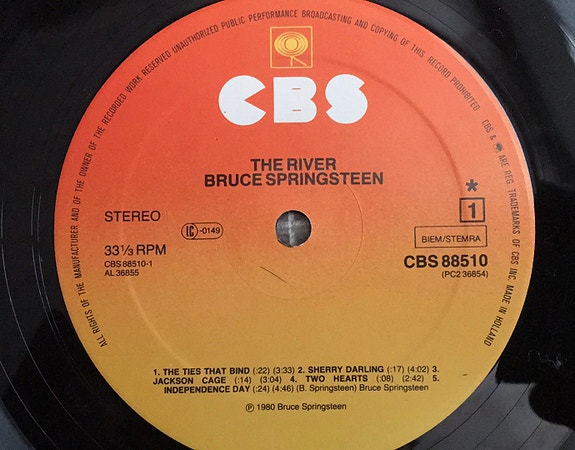 ALL RIGHTS OF THE MANUFACTURER AND OF THE OWNER OF THE RECORDED WORK RESERVED UNAUTHORIZED PUBLIC PERFORMANCE BROADCASTING AND COPYING OF THIS RECORD PROHIBITED
CBS & ARE REG. TRADEMARKS OF CBS INC. MADE IN HOLLAND
CBS
THE RIVER
BRUCE SPRINGSTEEN
STEREO
LC -0149
*
1
BIEM/STEMRA
33 1/3 RPM
CBS 88510-1
AL 36855
CBS 88510
(PC2 36854)
1. THE TIES THAT BIND (:22) (3:33) 2. SHERRY DARLING (:17) (4:02) 3.
JACKSON CAGE (:14) (3:04) 4. TWO HEARTS (:08) (2:42) 5.
INDEPENDENCE DAY (:24) (4:46) (B. Springsteen) Bruce Springsteen
℗ 1980 Bruce Springsteen